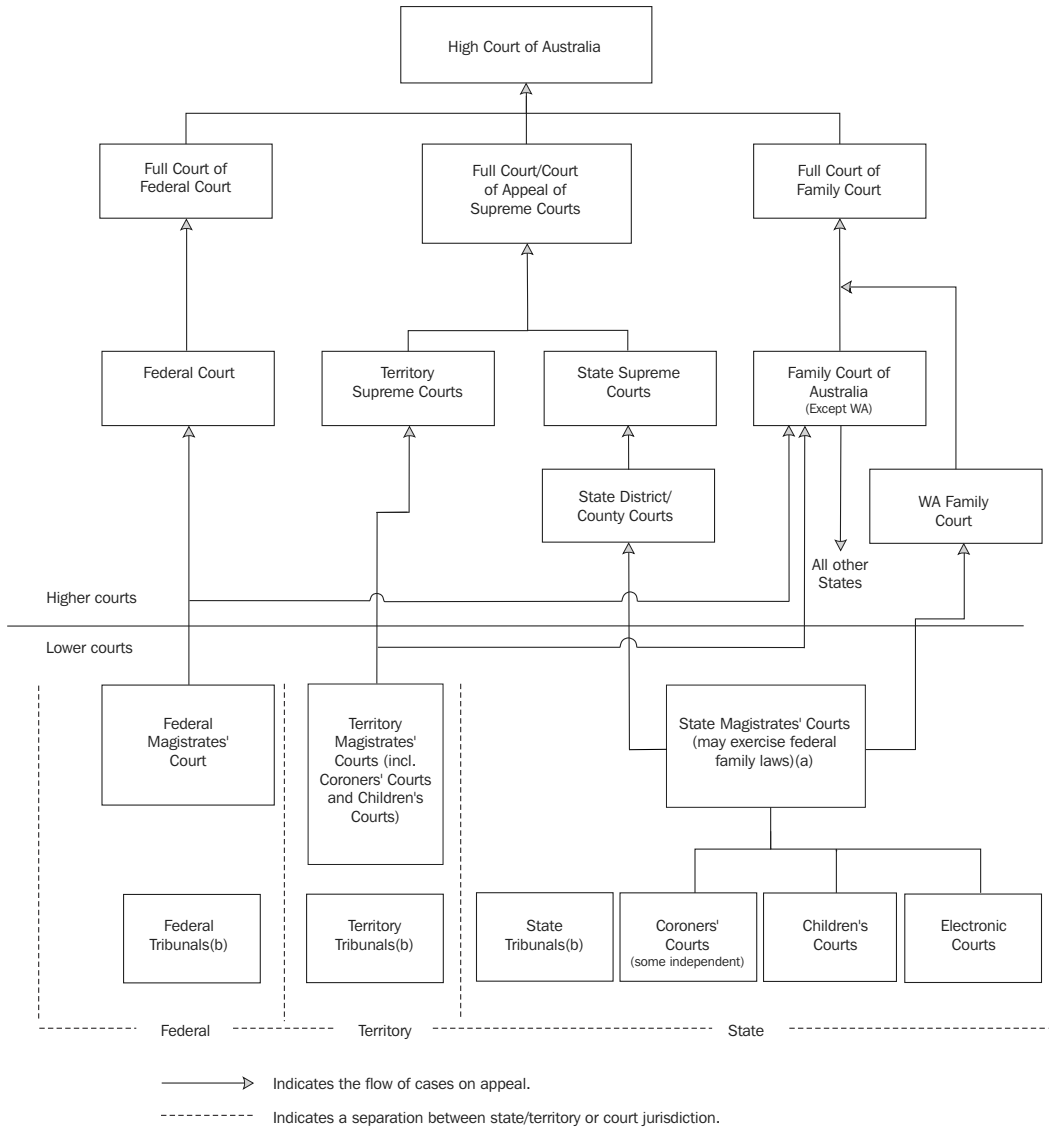 High Court of Australia
Full Court of
Federal Court
Full Court/Court
of Appeal of
Supreme Courts
Full Court of
Family Court
Federal Court
Territory
Supreme Courts
State Supreme
Courts
Family Court of
Australia
(Except WA)
State District/
County Courts
WA Family
Court
All other
States
Higher courts
Lower courts
Federal
Magistrates'
Court
Territory
Magistrates'
Courts (incl.
Coroners' Courts
and Children's
Courts)
State Magistrates' Courts
(may exercise federal
family laws)(a)
Federal
Tribunals(b)
Territory
Tribunals(b)
State
Tribunals(b)
Coroners'
Courts
(some independent)
Children's
Courts
Electronic
Courts
Federal
Territory
State
Indicates the flow of cases on appeal.
Indicates a separation between state/territory or court jurisdiction.